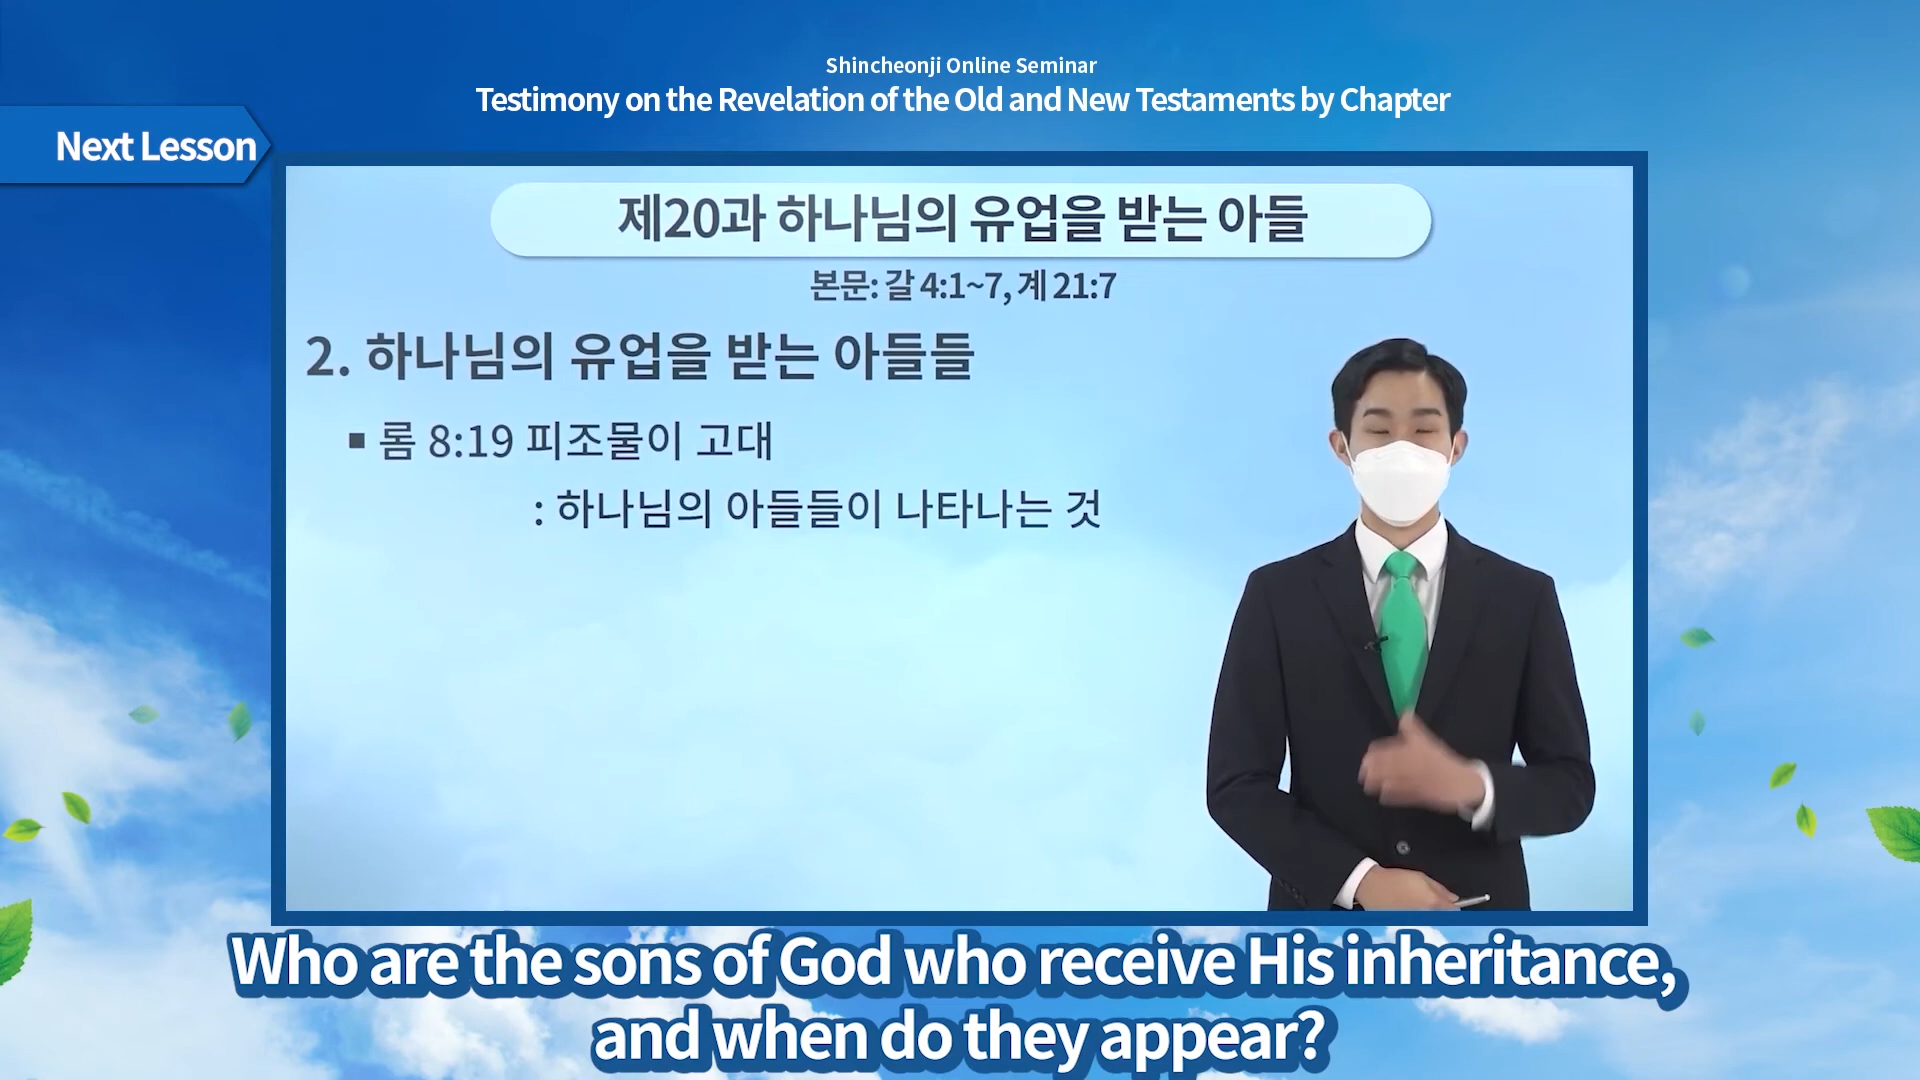 Shincheonji Online Seminar
Testimony on the Revelation of the Old and New Testaments by Chapter
Next Lesson
제20과 하나님의 유업을 받는 아들
본문: 갈 4:1~7, 계 21:7
2. 하나님의 유업을 받는 아들들
▪ 롬 8:19 피조물이 고대
: 하나님의 아들들이 나타나는 것
Who are the sons of God who receive His inheritance,
and when do they appear?